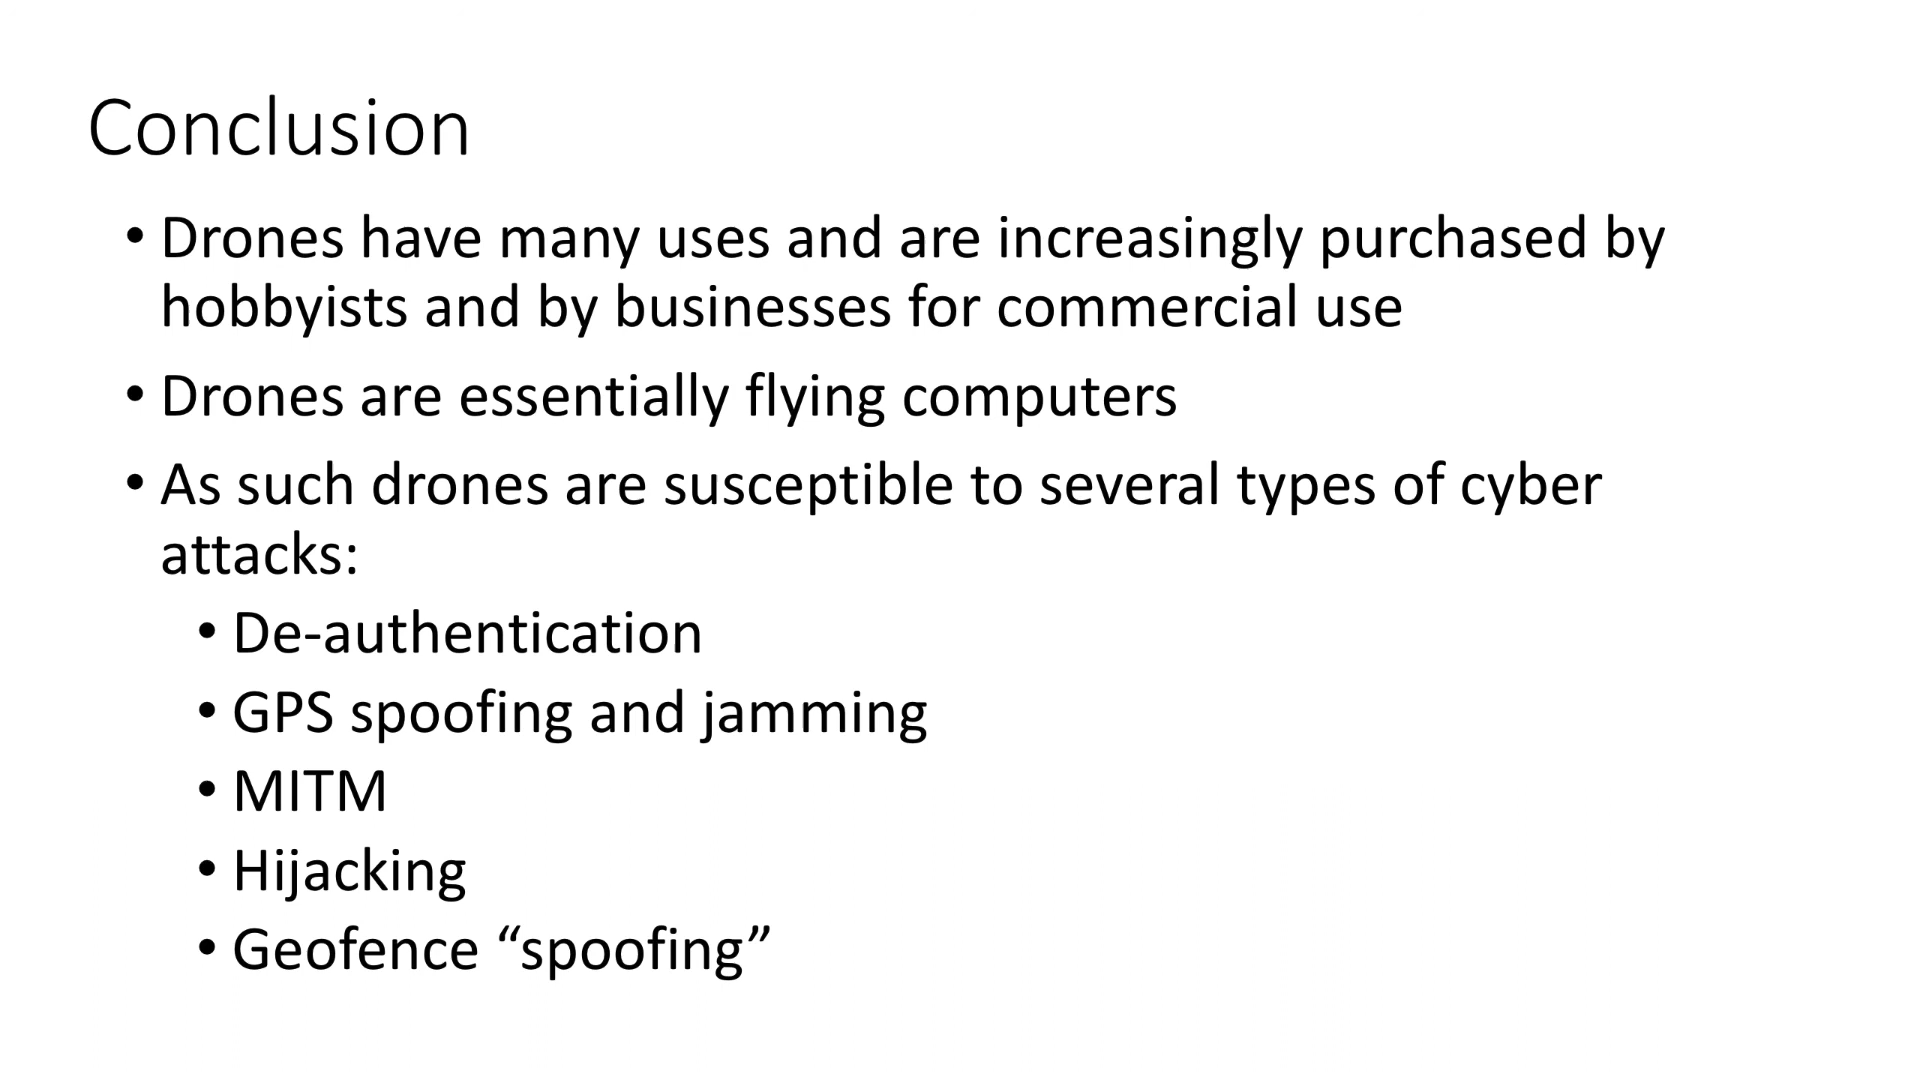 Conclusion
• Drones have many uses and are increasingly purchased by
hobbyists and by businesses for commercial use
• Drones are essentially flying computers
• As such drones are susceptible to several types of cyber
attacks:
• De-authentication
• GPS spoofing and jamming
• MITM
• Hijacking
• Geofence “spoofing”